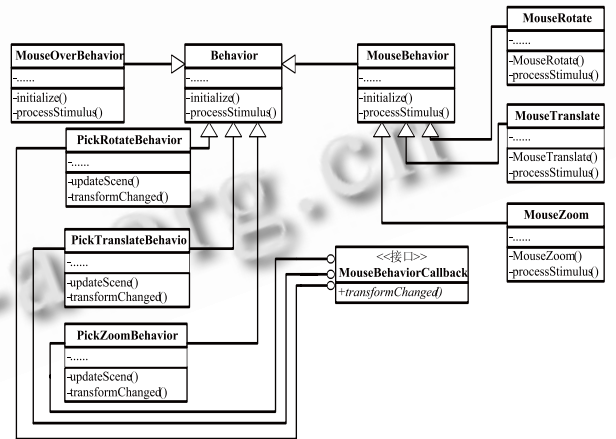 MouseOverBehavior
-......
-initialize()
-processStimulus()
Behavior
-......
-initialize()
-processStimulus()
MouseBehavior
-......
-initialize()
-processStimulus()
MouseRotate
-......
-MouseRotate()
-processStimulus()
MouseTranslate
-......
-MouseTranslate()
-processStimulus()
MouseZoom
-......
-MouseZoom()
-processStimulus()
PickRotateBehavior
-......
-updateScene()
-transformChanged()
PickTranslateBehavio
-......
-updateScene()
-transformChanged()
PickZoomBehavior
-......
-updateScene()
-transformChanged()
<<接口>>
MouseBehaviorCallback
+transformChanged()